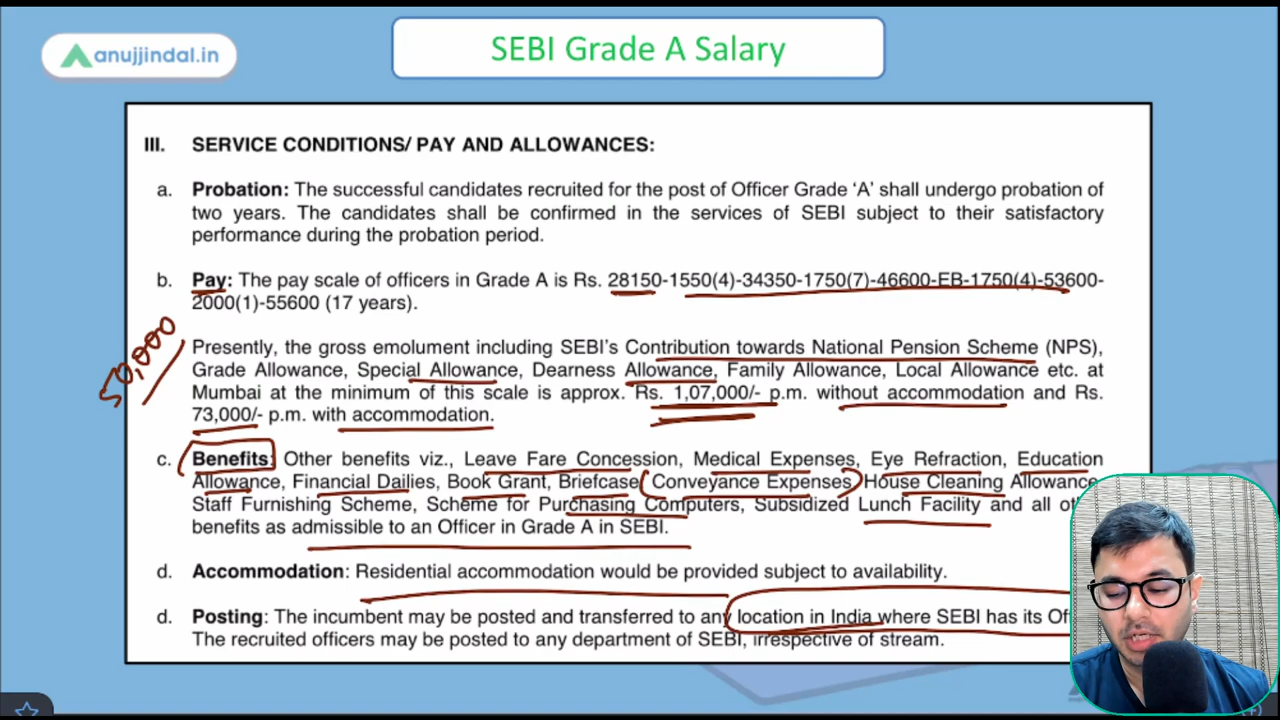 anujjindal.in
SEBI Grade A Salary
III. SERVICE CONDITIONS/ PAY AND ALLOWANCES:
a. Probation: The successful candidates recruited for the post of Officer Grade ‘A’ shall undergo probation of
two years. The candidates shall be confirmed in the services of SEBI subject to their satisfactory
performance during the probation period.
b. Pay: The pay scale of officers in Grade A is Rs. 28150-1550(4)-34350-1750(7)-46600-EB-1750(4)-53600-
2000(1)-55600 (17 years).
50,000
Presently, the gross emolument including SEBI’s Contribution towards National Pension Scheme (NPS),
Grade Allowance, Special Allowance, Dearness Allowance, Family Allowance, Local Allowance etc. at
Mumbai at the minimum of this scale is approx. Rs. 1,07,000/- p.m. without accommodation and Rs.
73,000/- p.m. with accommodation.
c. Benefits: Other benefits viz., Leave Fare Concession, Medical Expenses, Eye Refraction, Education
Allowance, Financial Dailies, Book Grant, Briefcase, Conveyance Expenses, House Cleaning Allowance,
Staff Furnishing Scheme, Scheme for Purchasing Computers, Subsidized Lunch Facility and all
benefits as admissible to an Officer in Grade A in SEBI.
d. Accommodation: Residential accommodation would be provided subject to availability.
d. Posting: The incumbent may be posted and transferred to any location in India where SEBI has its
The recruited officers may be posted to any department of SEBI, irrespective of stream.